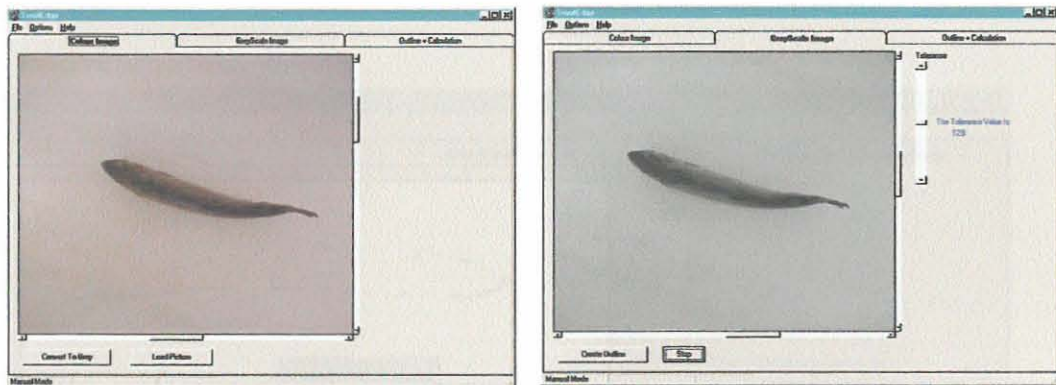 File Options Help
Colour Image GreyScale Image Outline + Calculation
Convert To Grey Load Picture
Manual Mode
File Options Help
Colour Image GreyScale Image Outline + Calculation
Tolerance
The Tolerance Value is
128
Create Outline Stop
Manual Mode